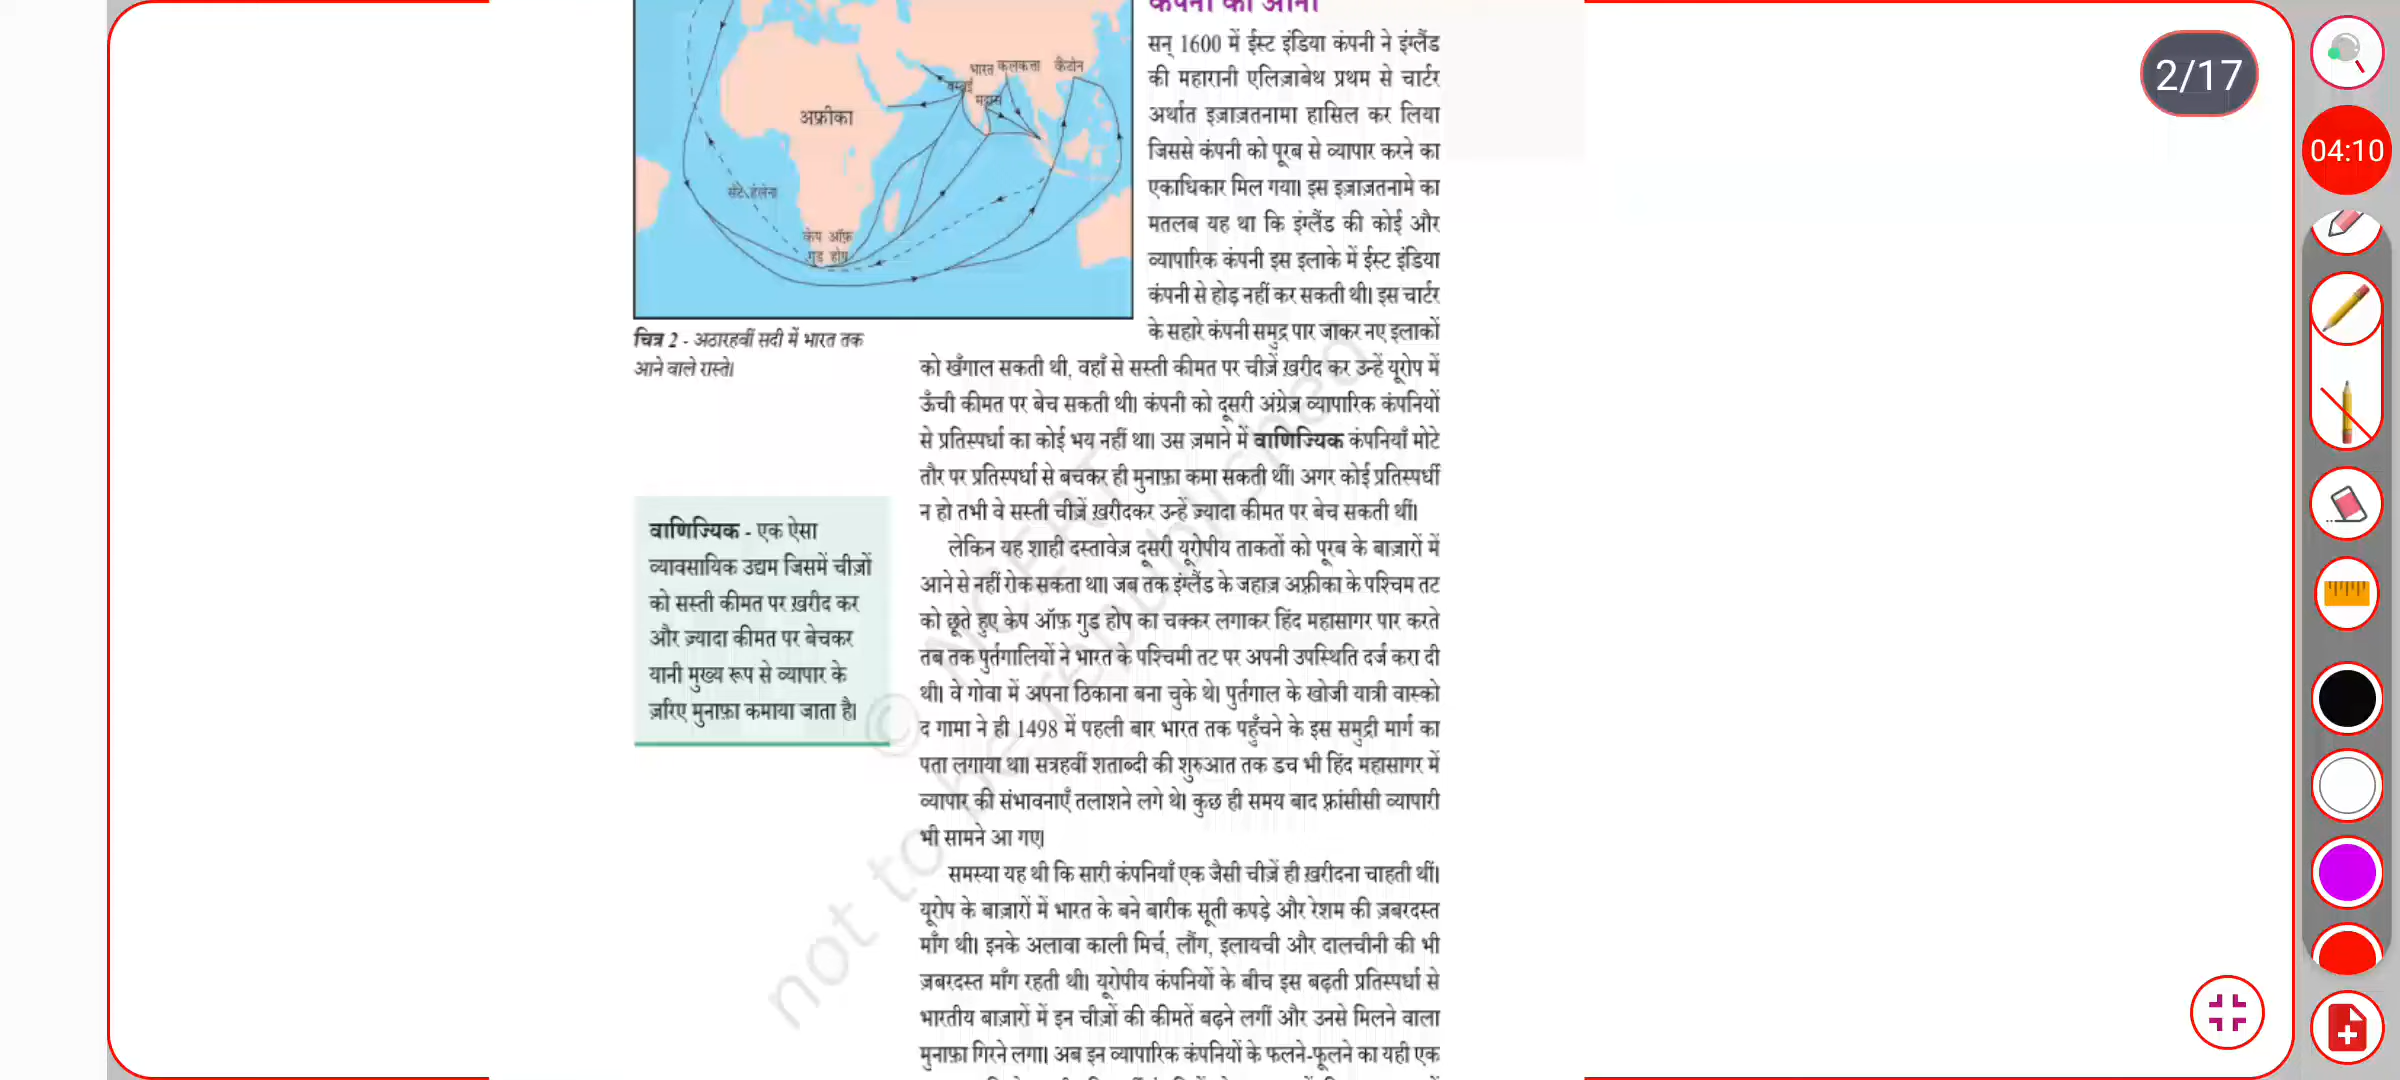 सन् 1600 में ईस्ट इंडिया कंपनी ने इंग्लैंड
की महारानी एलिज़ाबेथ प्रथम से चार्टर
अर्थात इज़ाज़तनामा हासिल कर लिया
जिससे कंपनी को पूरब से व्यापार करने का
एकाधिकार मिल गया। इस इज़ाज़तनामे का
मतलब यह था कि इंग्लैंड की कोई और
व्यापारिक कंपनी इस इलाके में ईस्ट इंडिया
कंपनी से होड़ नहीं कर सकती थी। इस चार्टर
के सहारे कंपनी समुद्र पार जाकर नए इलाकों
को खँगाल सकती थी, वहाँ से सस्ती कीमत पर चीज़ें ख़रीद कर उन्हें यूरोप में
ऊँची कीमत पर बेच सकती थी। कंपनी को दूसरी अंग्रेज़ व्यापारिक कंपनियों
से प्रतिस्पर्धा का कोई भय नहीं था। उस ज़माने में वाणिज्यिक कंपनियाँ मोटे
तौर पर प्रतिस्पर्धा से बचकर ही मुनाफ़ा कमा सकती थीं। अगर कोई प्रतिस्पर्धी
न हो तभी वे सस्ती चीज़ें ख़रीदकर उन्हें ज़्यादा कीमत पर बेच सकती थीं।
लेकिन यह शाही दस्तावेज़ दूसरी यूरोपीय ताकतों को पूरब के बाज़ारों में
आने से नहीं रोक सकता था। जब तक इंग्लैंड के जहाज़ अफ़्रीका के पश्चिम तट
को छूते हुए केप ऑफ़ गुड होप का चक्कर लगाकर हिंद महासागर पार करते
तब तक पुर्तगालियों ने भारत के पश्चिमी तट पर अपनी उपस्थिति दर्ज करा दी
थी। वे गोवा में अपना ठिकाना बना चुके थे। पुर्तगाल के खोजी यात्री वास्को
द गामा ने ही 1498 में पहली बार भारत तक पहुँचने के इस समुद्री मार्ग का
पता लगाया था। सत्रहवीं शताब्दी की शुरुआत तक डच भी हिंद महासागर में
व्यापार की संभावनाएँ तलाशने लगे थे। कुछ ही समय बाद फ़्रांसीसी व्यापारी
भी सामने आ गए।
समस्या यह थी कि सारी कंपनियाँ एक जैसी चीज़ें ही ख़रीदना चाहती थीं।
यूरोप के बाज़ारों में भारत के बने बारीक सूती कपड़े और रेशम की ज़बरदस्त
माँग थी। इनके अलावा काली मिर्च, लौंग, इलायची और दालचीनी की भी
ज़बरदस्त माँग रहती थी। यूरोपीय कंपनियों के बीच इस बढ़ती प्रतिस्पर्धा से
भारतीय बाज़ारों में इन चीज़ों की कीमतें बढ़ने लगीं और उनसे मिलने वाला
मुनाफ़ा गिरने लगा। अब इन व्यापारिक कंपनियों के फलने-फूलने का यही एक
भारत कलकत्ता कैंटोन
बम्बई
मद्रास
अफ़्रीका
सेंट हेलेना
केप ऑफ़
गुड होप
चित्र 2 - अठारहवीं सदी में भारत तक
आने वाले रास्ते।
वाणिज्यिक - एक ऐसा
व्यावसायिक उद्यम जिसमें चीज़ों
को सस्ती कीमत पर ख़रीद कर
और ज़्यादा कीमत पर बेचकर
यानी मुख्य रूप से व्यापार के
ज़रिए मुनाफ़ा कमाया जाता है।
© NCERT
not to be republished
2/17
04:10